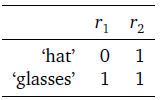 r₁ r₂
‘hat’ 0 1
‘glasses’ 1 1